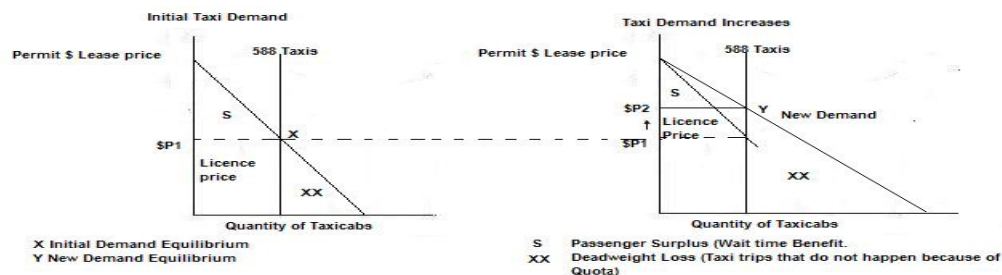 Initial Taxi Demand
Permit $ Lease price
588 Taxis
S
X
$P1
Licence
price
XX
Quantity of Taxicabs
X Initial Demand Equilibrium
Y New Demand Equilibrium
Taxi Demand Increases
Permit $ Lease price
588 Taxis
S
$P2
Y
New Demand
Licence
Price
$P1
XX
Quantity of Taxicabs
S Passenger Surplus (Wait time Benefit.
XX Deadweight Loss (Taxi trips that do not happen because of
Quota)